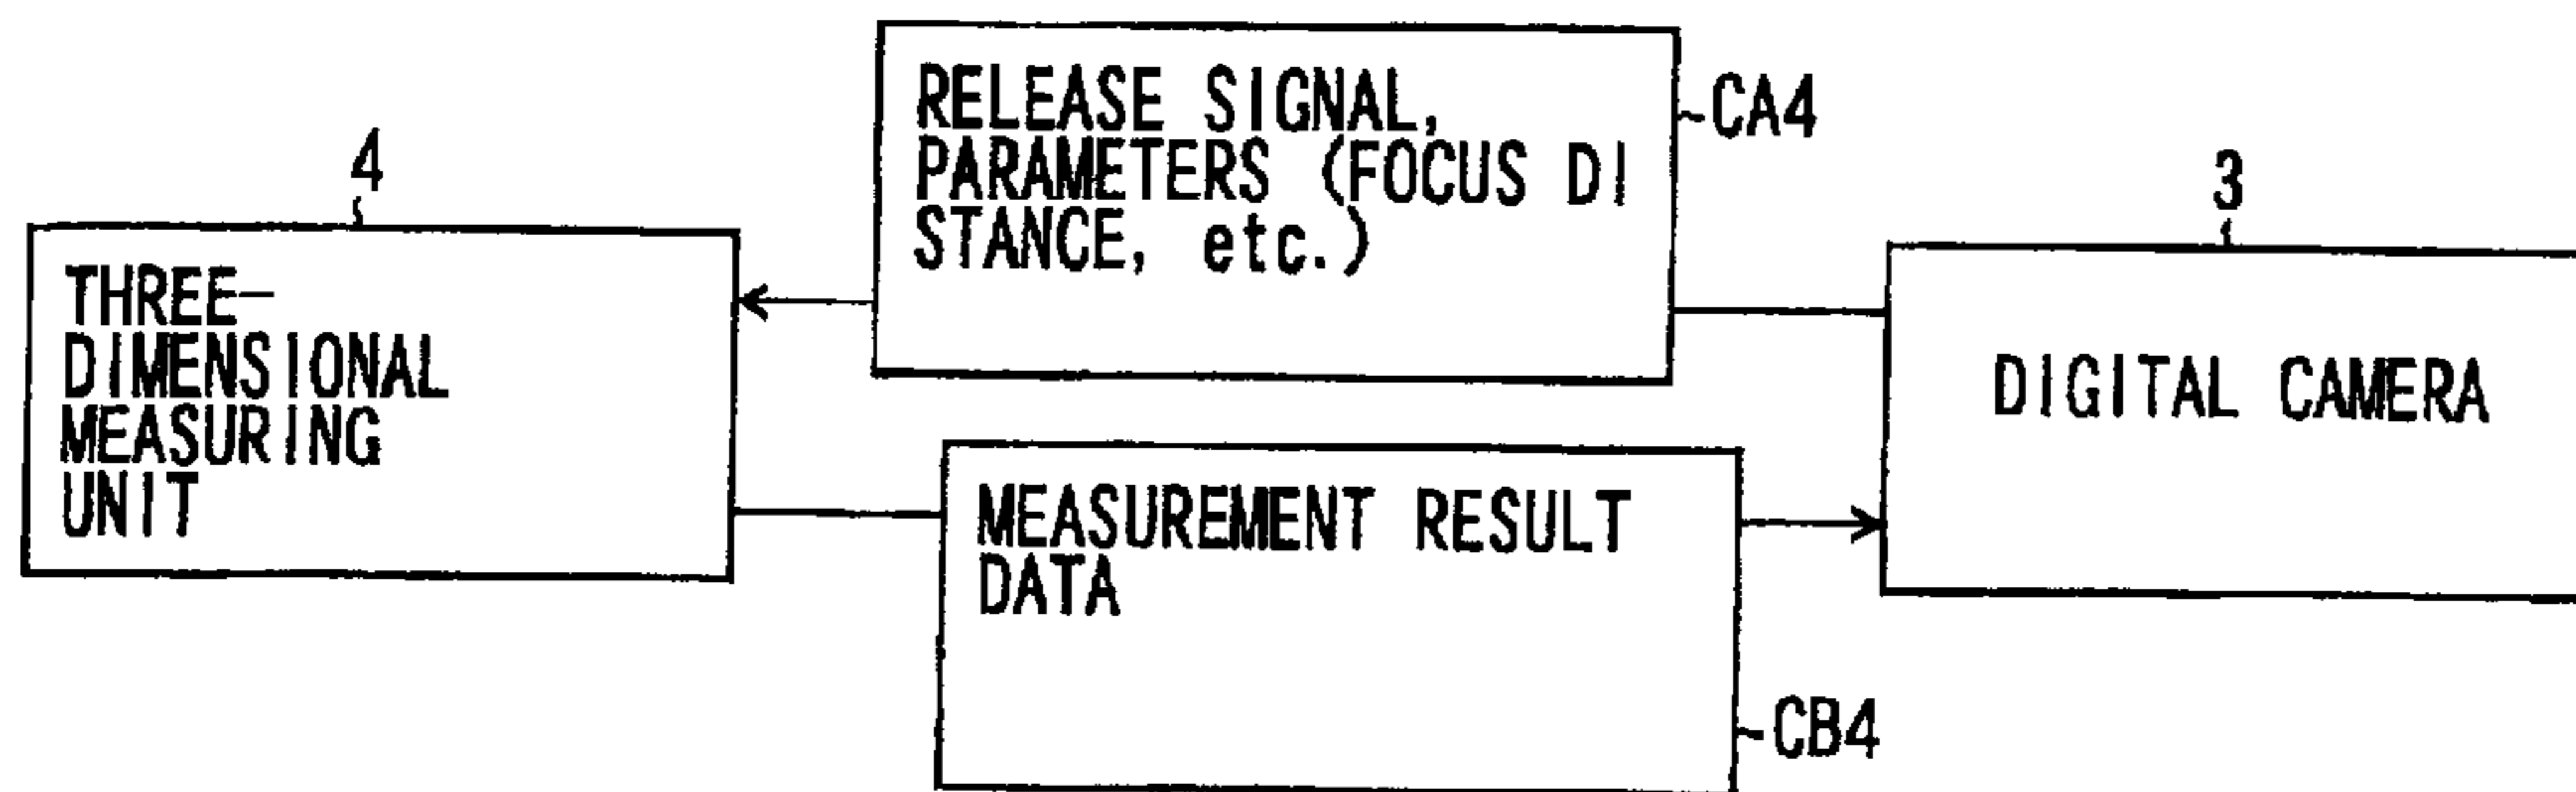 RELEASE SIGNAL,
PARAMETERS (FOCUS DI
STANCE, etc.)
CA4
4
THREE-
DIMENSIONAL
MEASURING
UNIT
3
DIGITAL CAMERA
MEASUREMENT RESULT
DATA
CB4